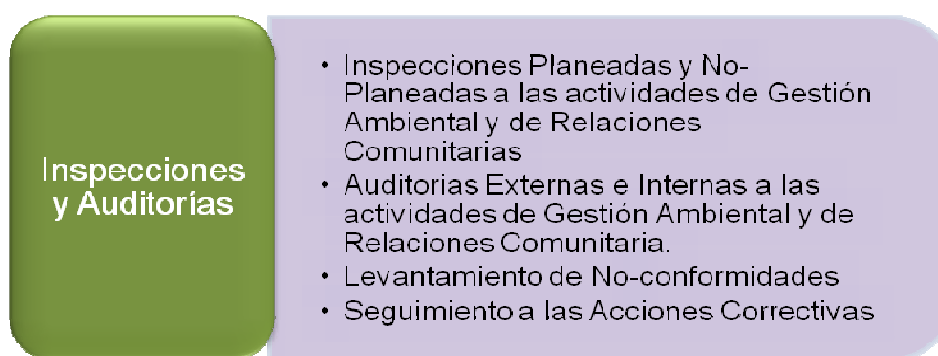 Inspecciones
y Auditorías
• Inspecciones Planeadas y No-
Planeadas a las actividades de Gestión
Ambiental y de Relaciones
Comunitarias
• Auditorias Externas e Internas a las
actividades de Gestión Ambiental y de
Relaciones Comunitaria.
• Levantamiento de No-conformidades
• Seguimiento a las Acciones Correctivas